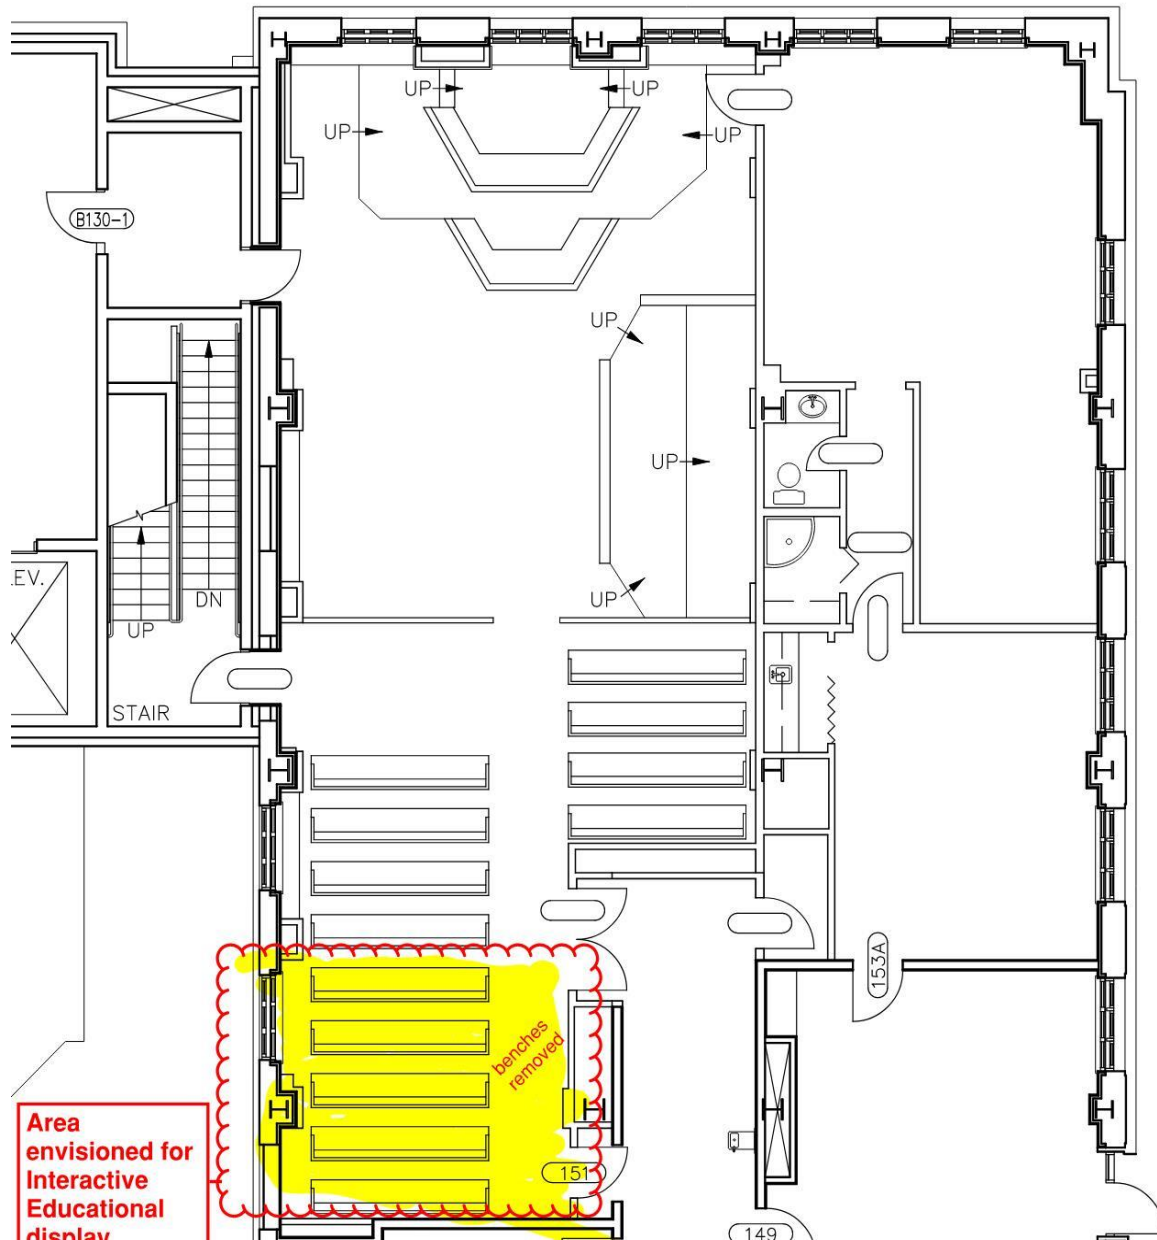 UP
UP
UP
UP
B130-1
UP
UP
EV.
DN
UP
UP
STAIR
153A
benches
removed
Area
envisioned for
Interactive
Educational
display
151
149